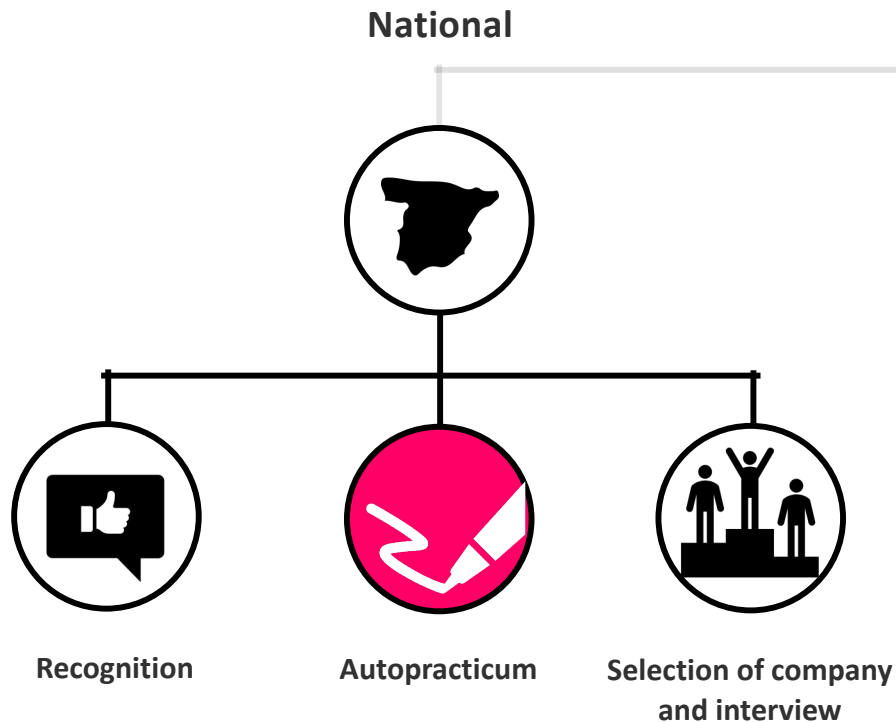 National
Recognition
Autopracticum
Selection of company
and interview